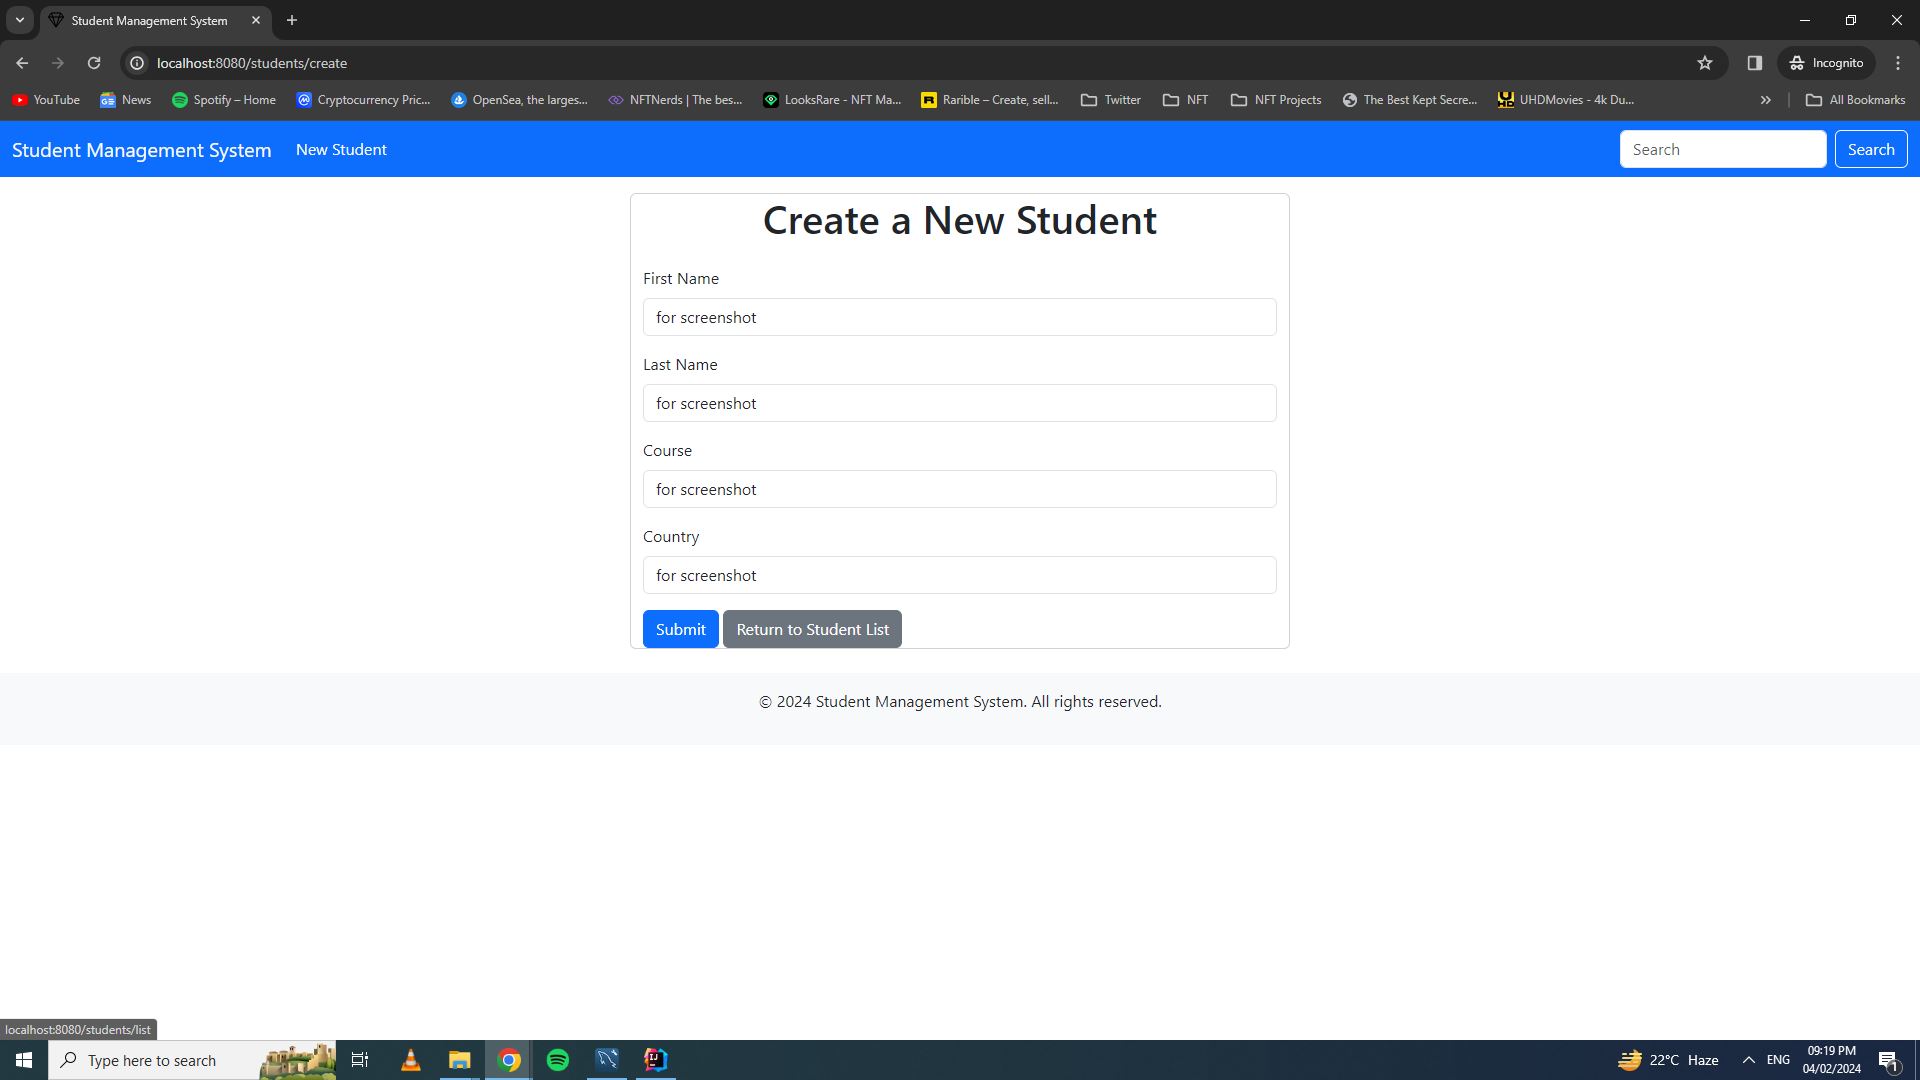 Student Management System
localhost:8080/students/create
Incognito
YouTube News Spotify – Home Cryptocurrency Pric... OpenSea, the larges... NFTNerds | The bes... LooksRare - NFT Ma... Rarible – Create, sell... Twitter NFT NFT Projects The Best Kept Secre... UHDMovies - 4k Du... » All Bookmarks
Student Management System New Student Search Search
Create a New Student
First Name
for screenshot
Last Name
for screenshot
Course
for screenshot
Country
for screenshot
Submit Return to Student List
© 2024 Student Management System. All rights reserved.
localhost:8080/students/list
Type here to search
22°C Haze ENG
09:19 PM
04/02/2024
1